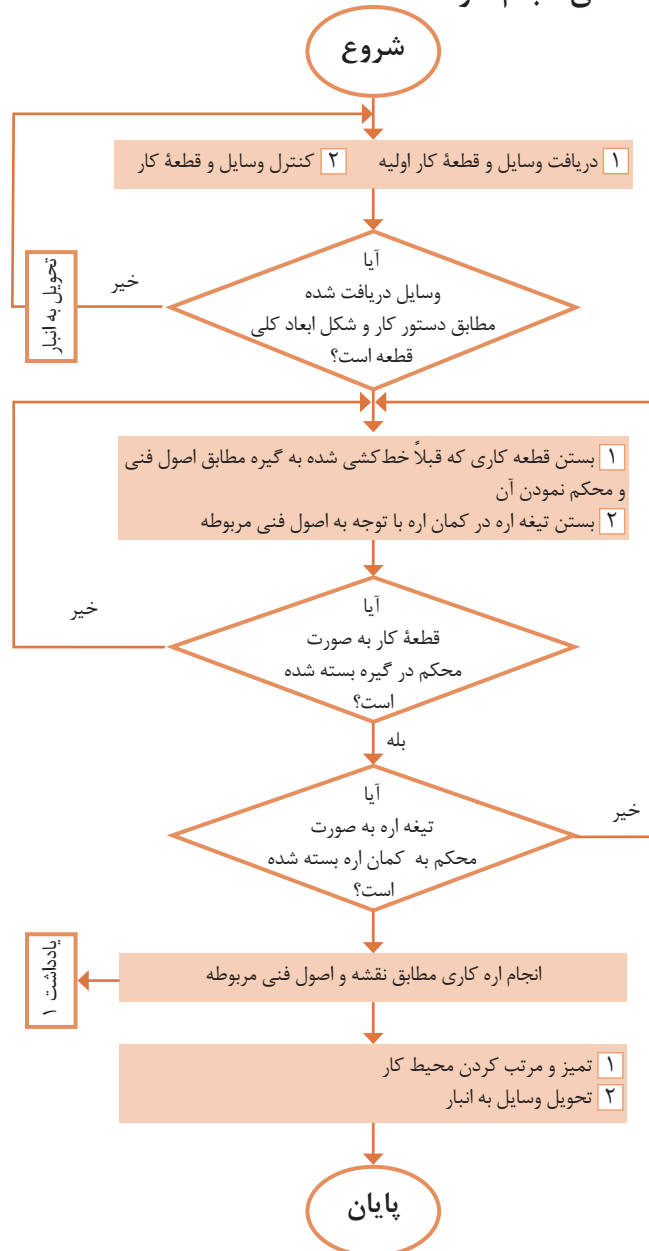 شروع
۱ دریافت وسایل و قطعهٔ کار اولیه ۲ کنترل وسایل و قطعهٔ کار
آیا
وسایل دریافت شده
مطابق دستور کار و شکل ابعاد کلی
قطعه است؟
خیر
تحویل به انبار
۱ بستن قطعه کاری که قبلاً خط‌کشی شده به گیره مطابق اصول فنی
و محکم نمودن آن
۲ بستن تیغه اره در کمان اره با توجه به اصول فنی مربوطه
آیا
قطعهٔ کار به صورت
محکم در گیره بسته شده
است؟
خیر
بله
آیا
تیغه اره به صورت
محکم به کمان اره بسته شده
است؟
خیر
انجام اره کاری مطابق نقشه و اصول فنی مربوطه
یادداشت ۱
۱ تمیز و مرتب کردن محیط کار
۲ تحویل وسایل به انبار
پایان